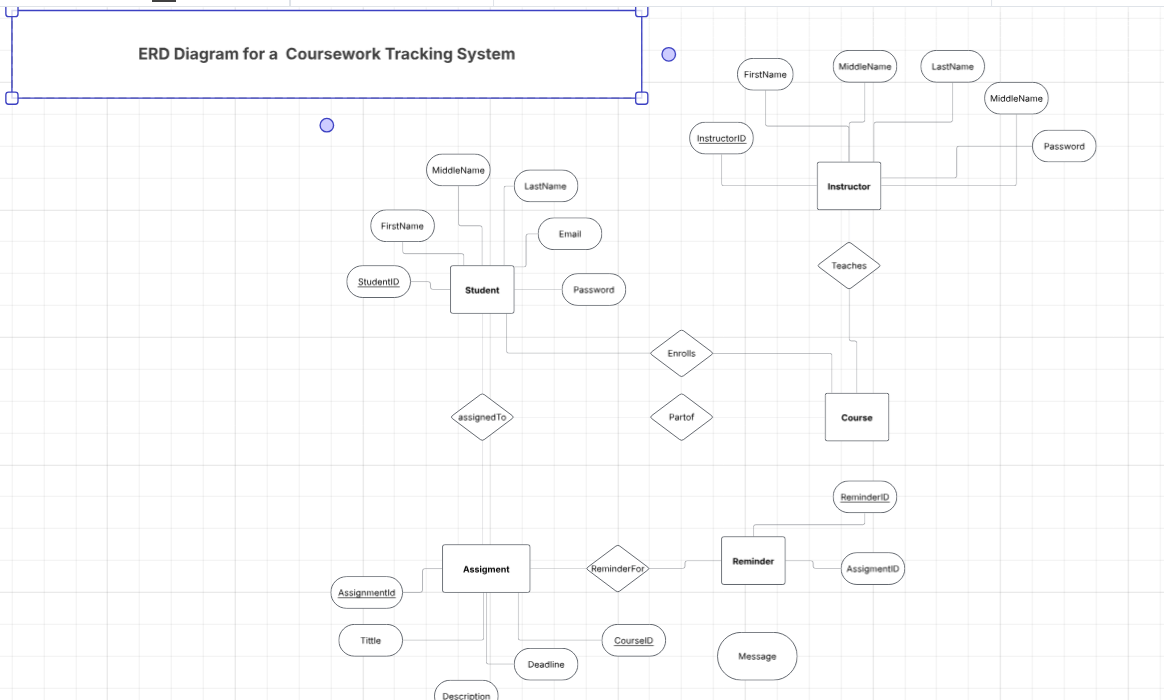 ERD Diagram for a  Coursework Tracking System
FirstName
MiddleName
LastName
MiddleName
InstructorID
Password
Instructor
MiddleName
LastName
FirstName
Email
StudentID
Student
Password
Teaches
Enrolls
assignedTo
Partof
Course
ReminderID
Assigment
ReminderFor
Reminder
AssigmentID
AssignmentId
Tittle
CourseID
Deadline
Message
Description